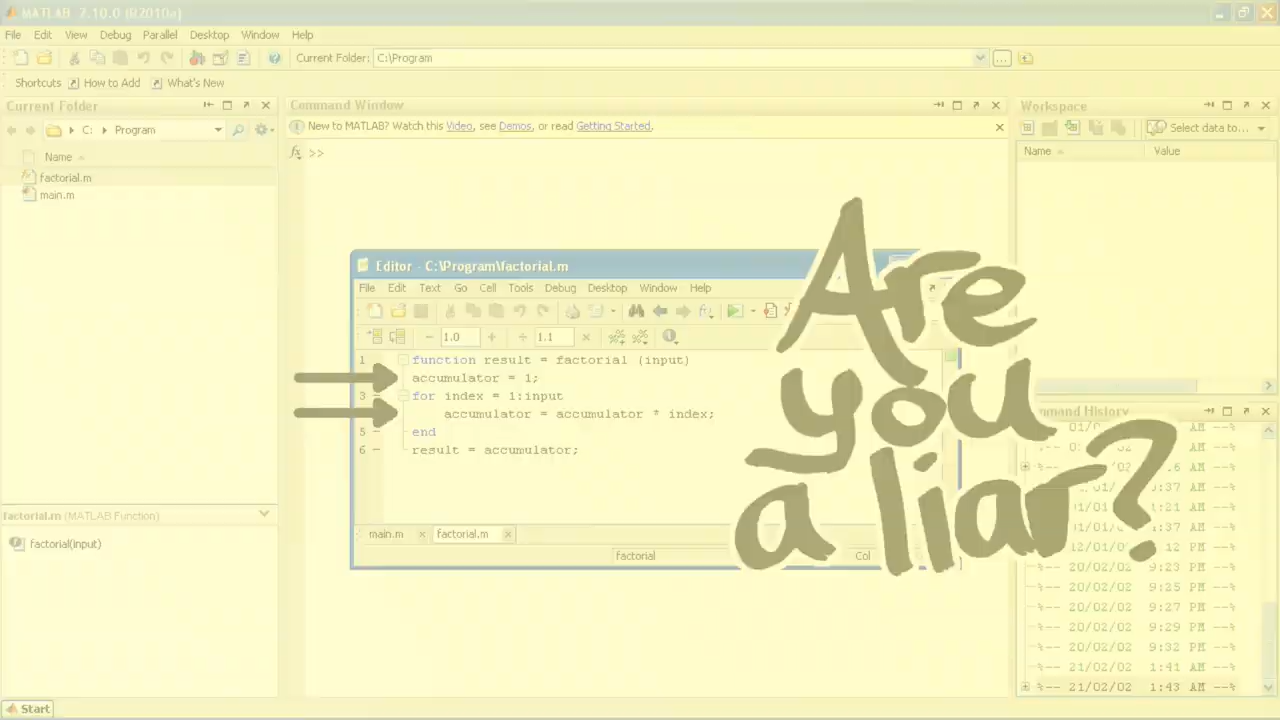 MATLAB 7.10.0 (R2010a)
File Edit View Debug Parallel Desktop Window Help
Current Folder: C:\Program
Shortcuts How to Add What's New
Current Folder
C: Program
Name
factorial.m
main.m
factorial.m (MATLAB Function)
factorial(input)
Start
Command Window
New to MATLAB? Watch this Video, see Demos, or read Getting Started.
fx >>
Editor - C:\Program\factorial.m
File Edit Text Go Cell Tools Debug Desktop Window Help
1.0 1.1
1 function result = factorial (input)
accumulator = 1;
3 for index = 1:input
accumulator = accumulator * index;
5 end
6 result = accumulator;
main.m factorial.m
factorial Col
Are
you
a liar?
Workspace
Select data to...
Name Value
mmand History
01/0 AM --%
AM --%
6 AM --%
:37 AM --%
/01/ 1:21 AM --%
/01/ 1:37 AM --%
12/01/0 :12 PM --%
%-- 20/02/02 9:23 PM --%
%-- 20/02/02 9:25 PM --%
%-- 20/02/02 9:27 PM --%
%-- 20/02/02 9:29 PM --%
%-- 20/02/02 9:32 PM --%
%-- 21/02/02 1:41 AM --%
%-- 21/02/02 1:43 AM --%